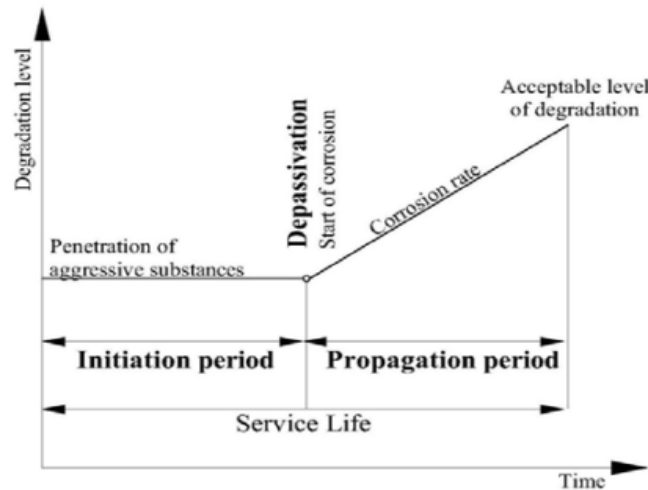 Degradation level
Acceptable level
of degradation
Depassivation
Start of corrosion
Corrosion rate
Penetration of
aggressive substances
Initiation period
Propagation period
Service Life
Time